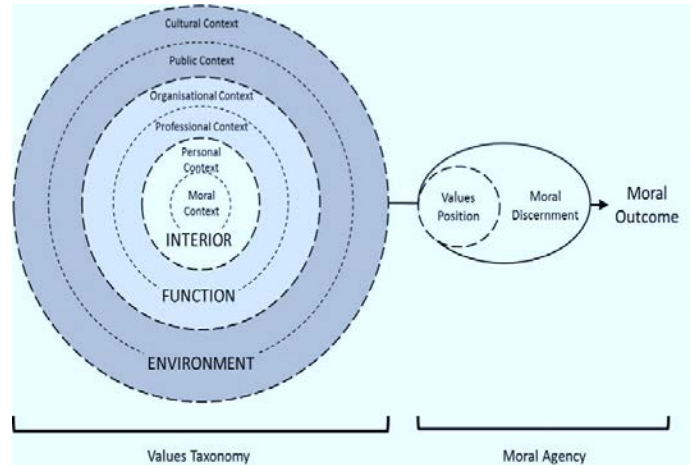 Cultural Context
Public Context
Organisational Context
Professional Context
Personal
Context
Moral
Context
INTERIOR
FUNCTION
ENVIRONMENT
Values
Position
Moral
Discernment
Moral
Outcome
Values Taxonomy
Moral Agency